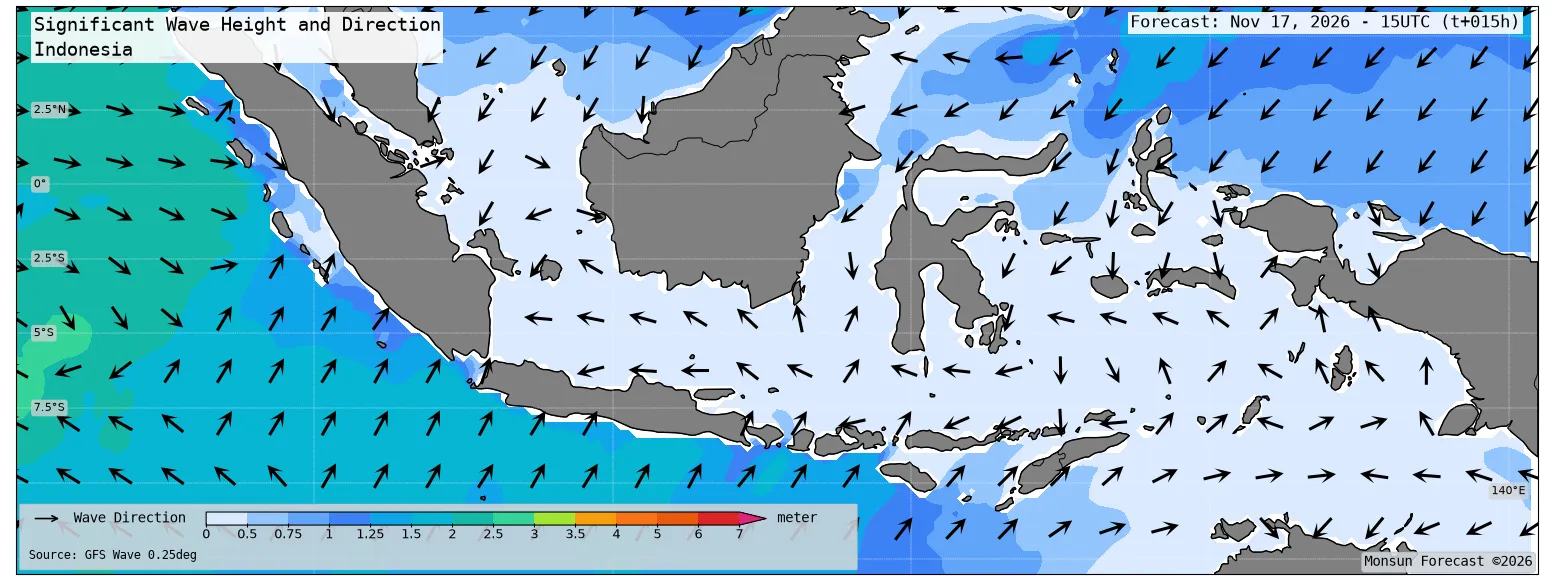 Significant Wave Height and Direction
Indonesia
Forecast: Nov 17, 2026 - 15UTC (t+015h)
2.5°N
0°
2.5°S
5°S
7.5°S
140°E
Wave Direction
0 0.5 0.75 1 1.25 1.5 2 2.5 3 3.5 4 5 6 7
meter
Source: GFS Wave 0.25deg
Monsun Forecast ©2026